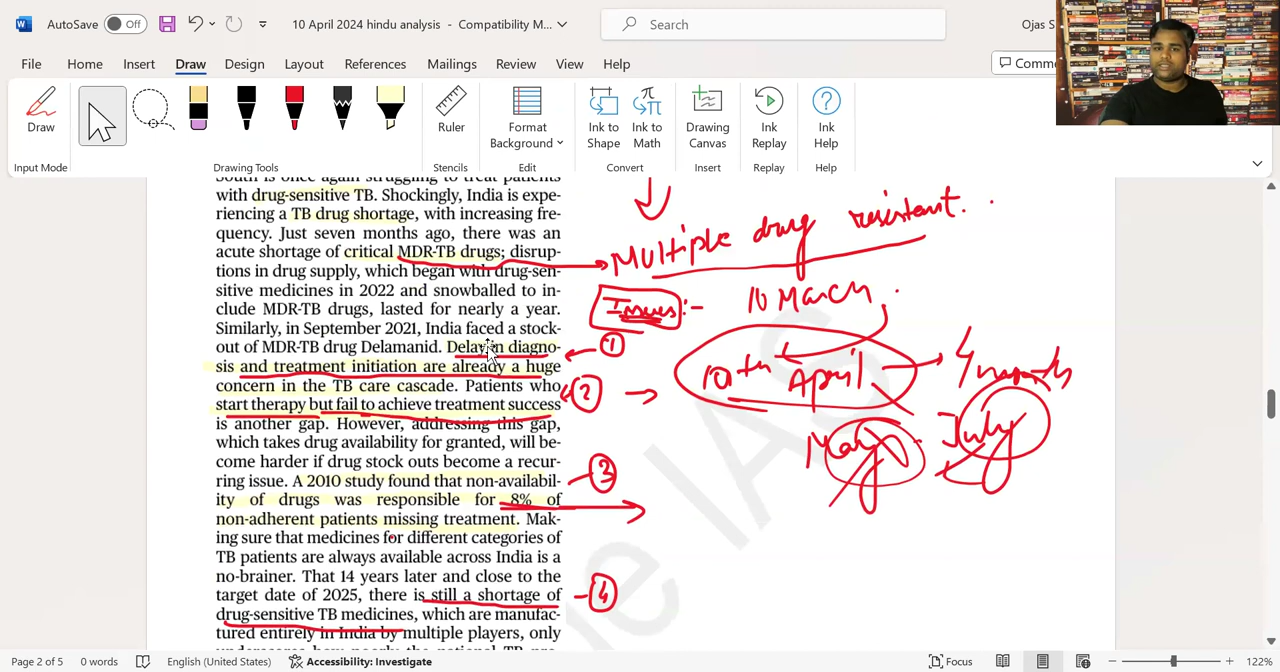 AutoSave Off 10 April 2024 hindu analysis - Compatibility M... Search Ojas S
File Home Insert Draw Design Layout References Mailings Review View Help Comme
Draw Ruler Format Background Ink to Shape Ink to Math Drawing Canvas Ink Replay Ink Help
Input Mode Drawing Tools Stencils Edit Convert Insert Replay Help
South is once again struggling to treat patients
with drug-sensitive TB. Shockingly, India is expe-
riencing a TB drug shortage, with increasing fre-
quency. Just seven months ago, there was an
acute shortage of critical MDR-TB drugs; disrup-
tions in drug supply, which began with drug-sen-
sitive medicines in 2022 and snowballed to in-
clude MDR-TB drugs, lasted for nearly a year.
Similarly, in September 2021, India faced a stock-
out of MDR-TB drug Delamanid. Delay in diagno-
sis and treatment initiation are already a huge
concern in the TB care cascade. Patients who
start therapy but fail to achieve treatment success
is another gap. However, addressing this gap,
which takes drug availability for granted, will be-
come harder if drug stock outs become a recur-
ring issue. A 2010 study found that non-availabil-
ity of drugs was responsible for 8% of
non-adherent patients missing treatment. Mak-
ing sure that medicines for different categories of
TB patients are always available across India is a
no-brainer. That 14 years later and close to the
target date of 2025, there is still a shortage of
drug-sensitive TB medicines, which are manufac-
tured entirely in India by multiple players, only
Multiple drug resistant.
Issues:-
10 March
1
10th April
4 months
2
May
July
3
4
me IAS
Page 2 of 5 0 words English (United States) Accessibility: Investigate Focus 122%